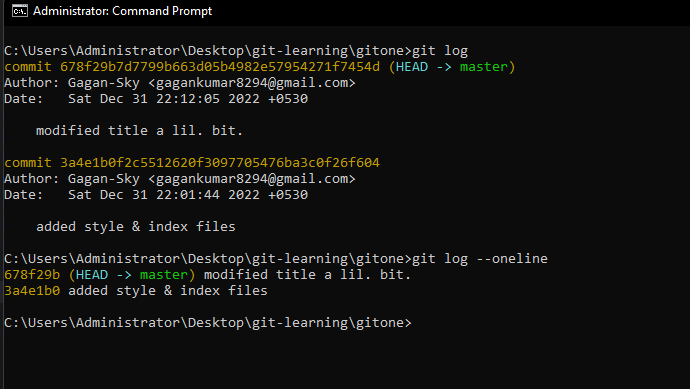 Administrator: Command Prompt
C:\Users\Administrator\Desktop\git-learning\gitone>git log
commit 678f29b7d7799b663d05b4982e57954271f7454d (HEAD -> master)
Author: Gagan-Sky <gagankumar8294@gmail.com>
Date:   Sat Dec 31 22:12:05 2022 +0530
    modified title a lil. bit.
commit 3a4e1b0f2c5512620f3097705476ba3c0f26f604
Author: Gagan-Sky <gagankumar8294@gmail.com>
Date:   Sat Dec 31 22:01:44 2022 +0530
    added style & index files
C:\Users\Administrator\Desktop\git-learning\gitone>git log --oneline
678f29b (HEAD -> master) modified title a lil. bit.
3a4e1b0 added style & index files
C:\Users\Administrator\Desktop\git-learning\gitone>